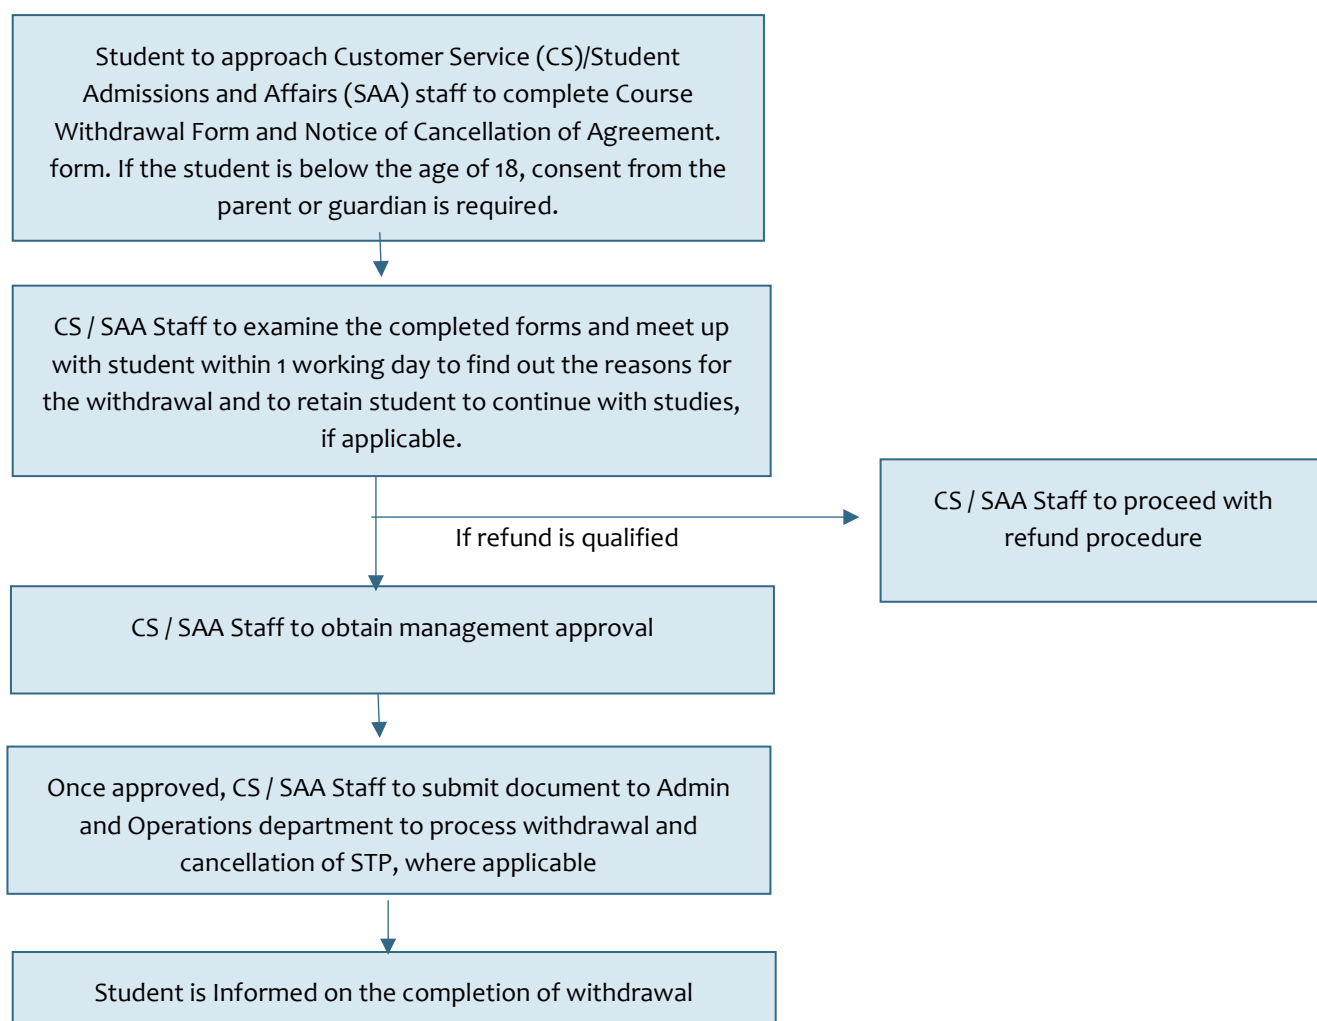 Student to approach Customer Service (CS)/Student
Admissions and Affairs (SAA) staff to complete Course
Withdrawal Form and Notice of Cancellation of Agreement.
form. If the student is below the age of 18, consent from the
parent or guardian is required.
CS / SAA Staff to examine the completed forms and meet up
with student within 1 working day to find out the reasons for
the withdrawal and to retain student to continue with studies,
if applicable.
If refund is qualified
CS / SAA Staff to proceed with
refund procedure
CS / SAA Staff to obtain management approval
Once approved, CS / SAA Staff to submit document to Admin
and Operations department to process withdrawal and
cancellation of STP, where applicable
Student is Informed on the completion of withdrawal